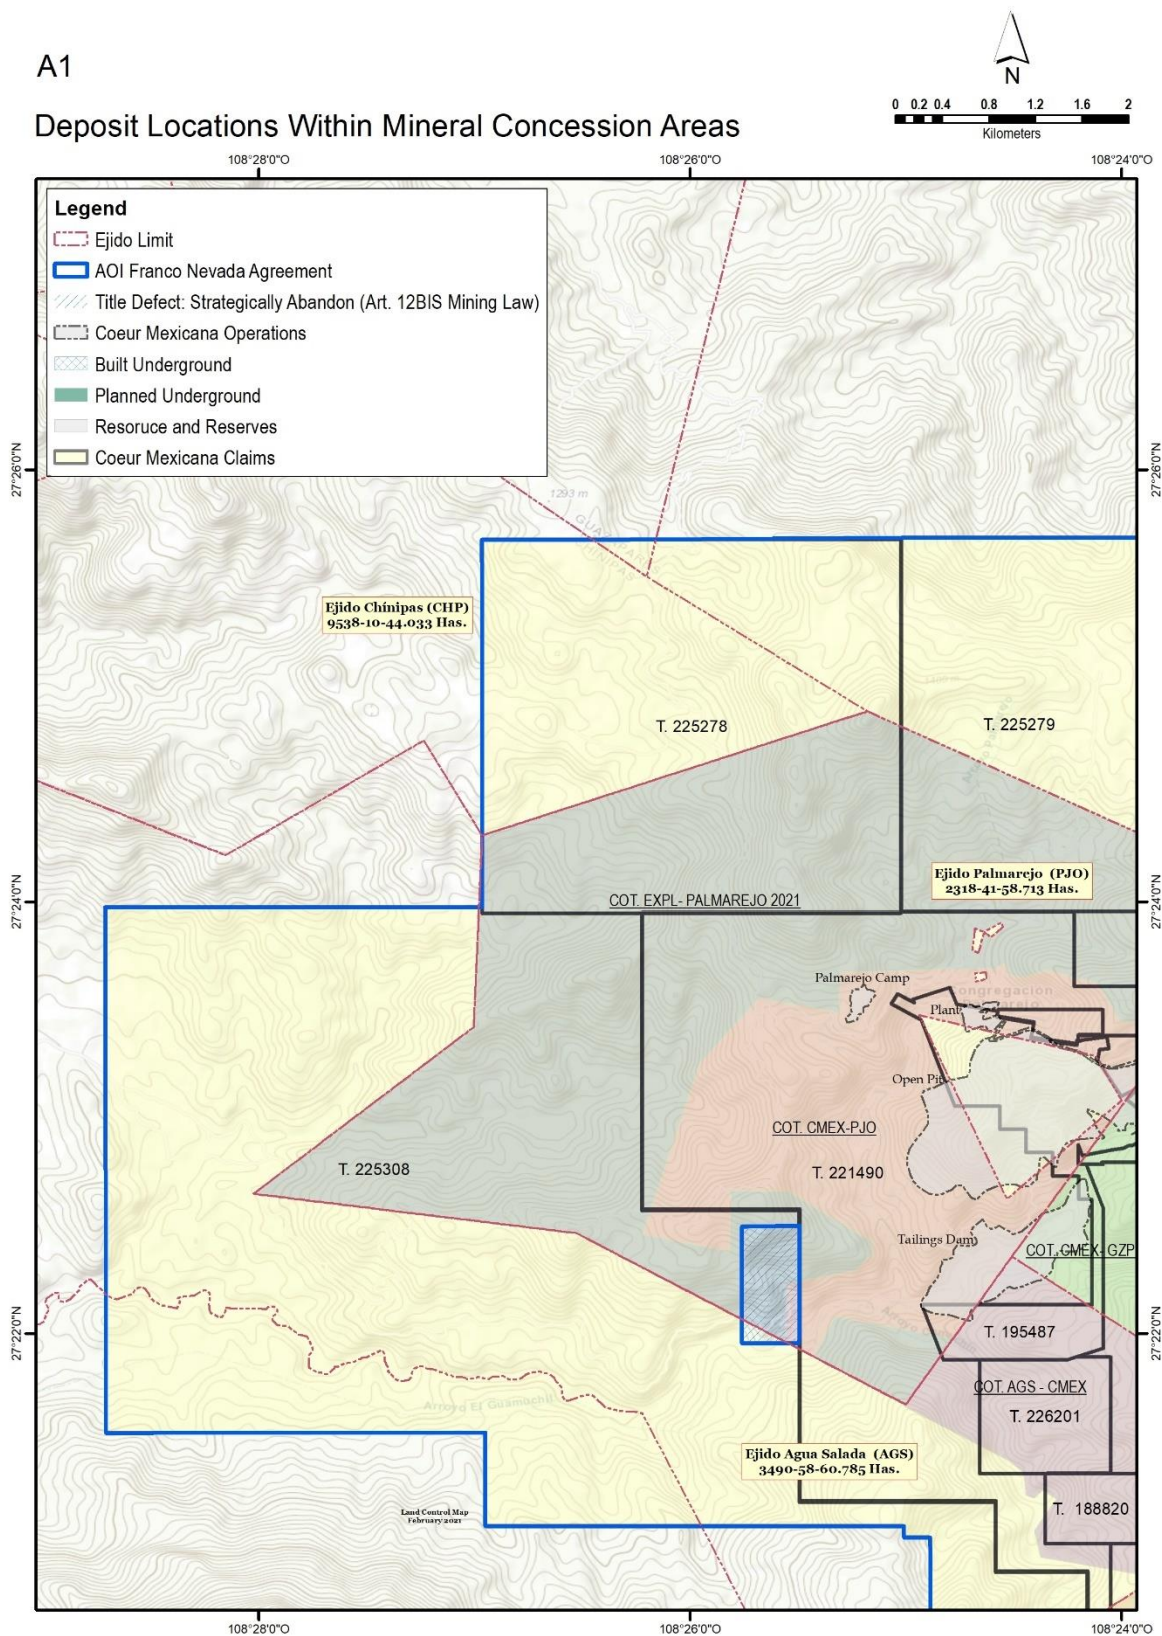 A1
N
Deposit Locations Within Mineral Concession Areas
0 0.2 0.4 0.8 1.2 1.6 2
Kilometers
108°28'0"O
108°26'0"O
108°24'0"O
Legend
Ejido Limit
AOI Franco Nevada Agreement
Title Defect: Strategically Abandon (Art. 12BIS Mining Law)
Coeur Mexicana Operations
Built Underground
Planned Underground
Resoruce and Reserves
Coeur Mexicana Claims
27°26'0"N
27°26'0"N
1293 m
Ejido Chínipas (CHP)
9538-10-44.033 Has.
T. 225278
T. 225279
Ejido Palmarejo (PJO)
2318-41-58.713 Has.
27°24'0"N
27°24'0"N
COT. EXPL- PALMAREJO 2021
Palmarejo Camp
Congregación
Plant
Open Pit
COT. CMEX-PJO
T. 225308
T. 221490
Tailings Dam
COT. CMEX- GZP
27°22'0"N
27°22'0"N
T. 195487
COT. AGS - CMEX
Arroyo El Guamuchil
T. 226201
Ejido Agua Salada (AGS)
3490-58-60.785 Has.
Land Control Map
February 2021
T. 188820
108°28'0"O
108°26'0"O
108°24'0"O